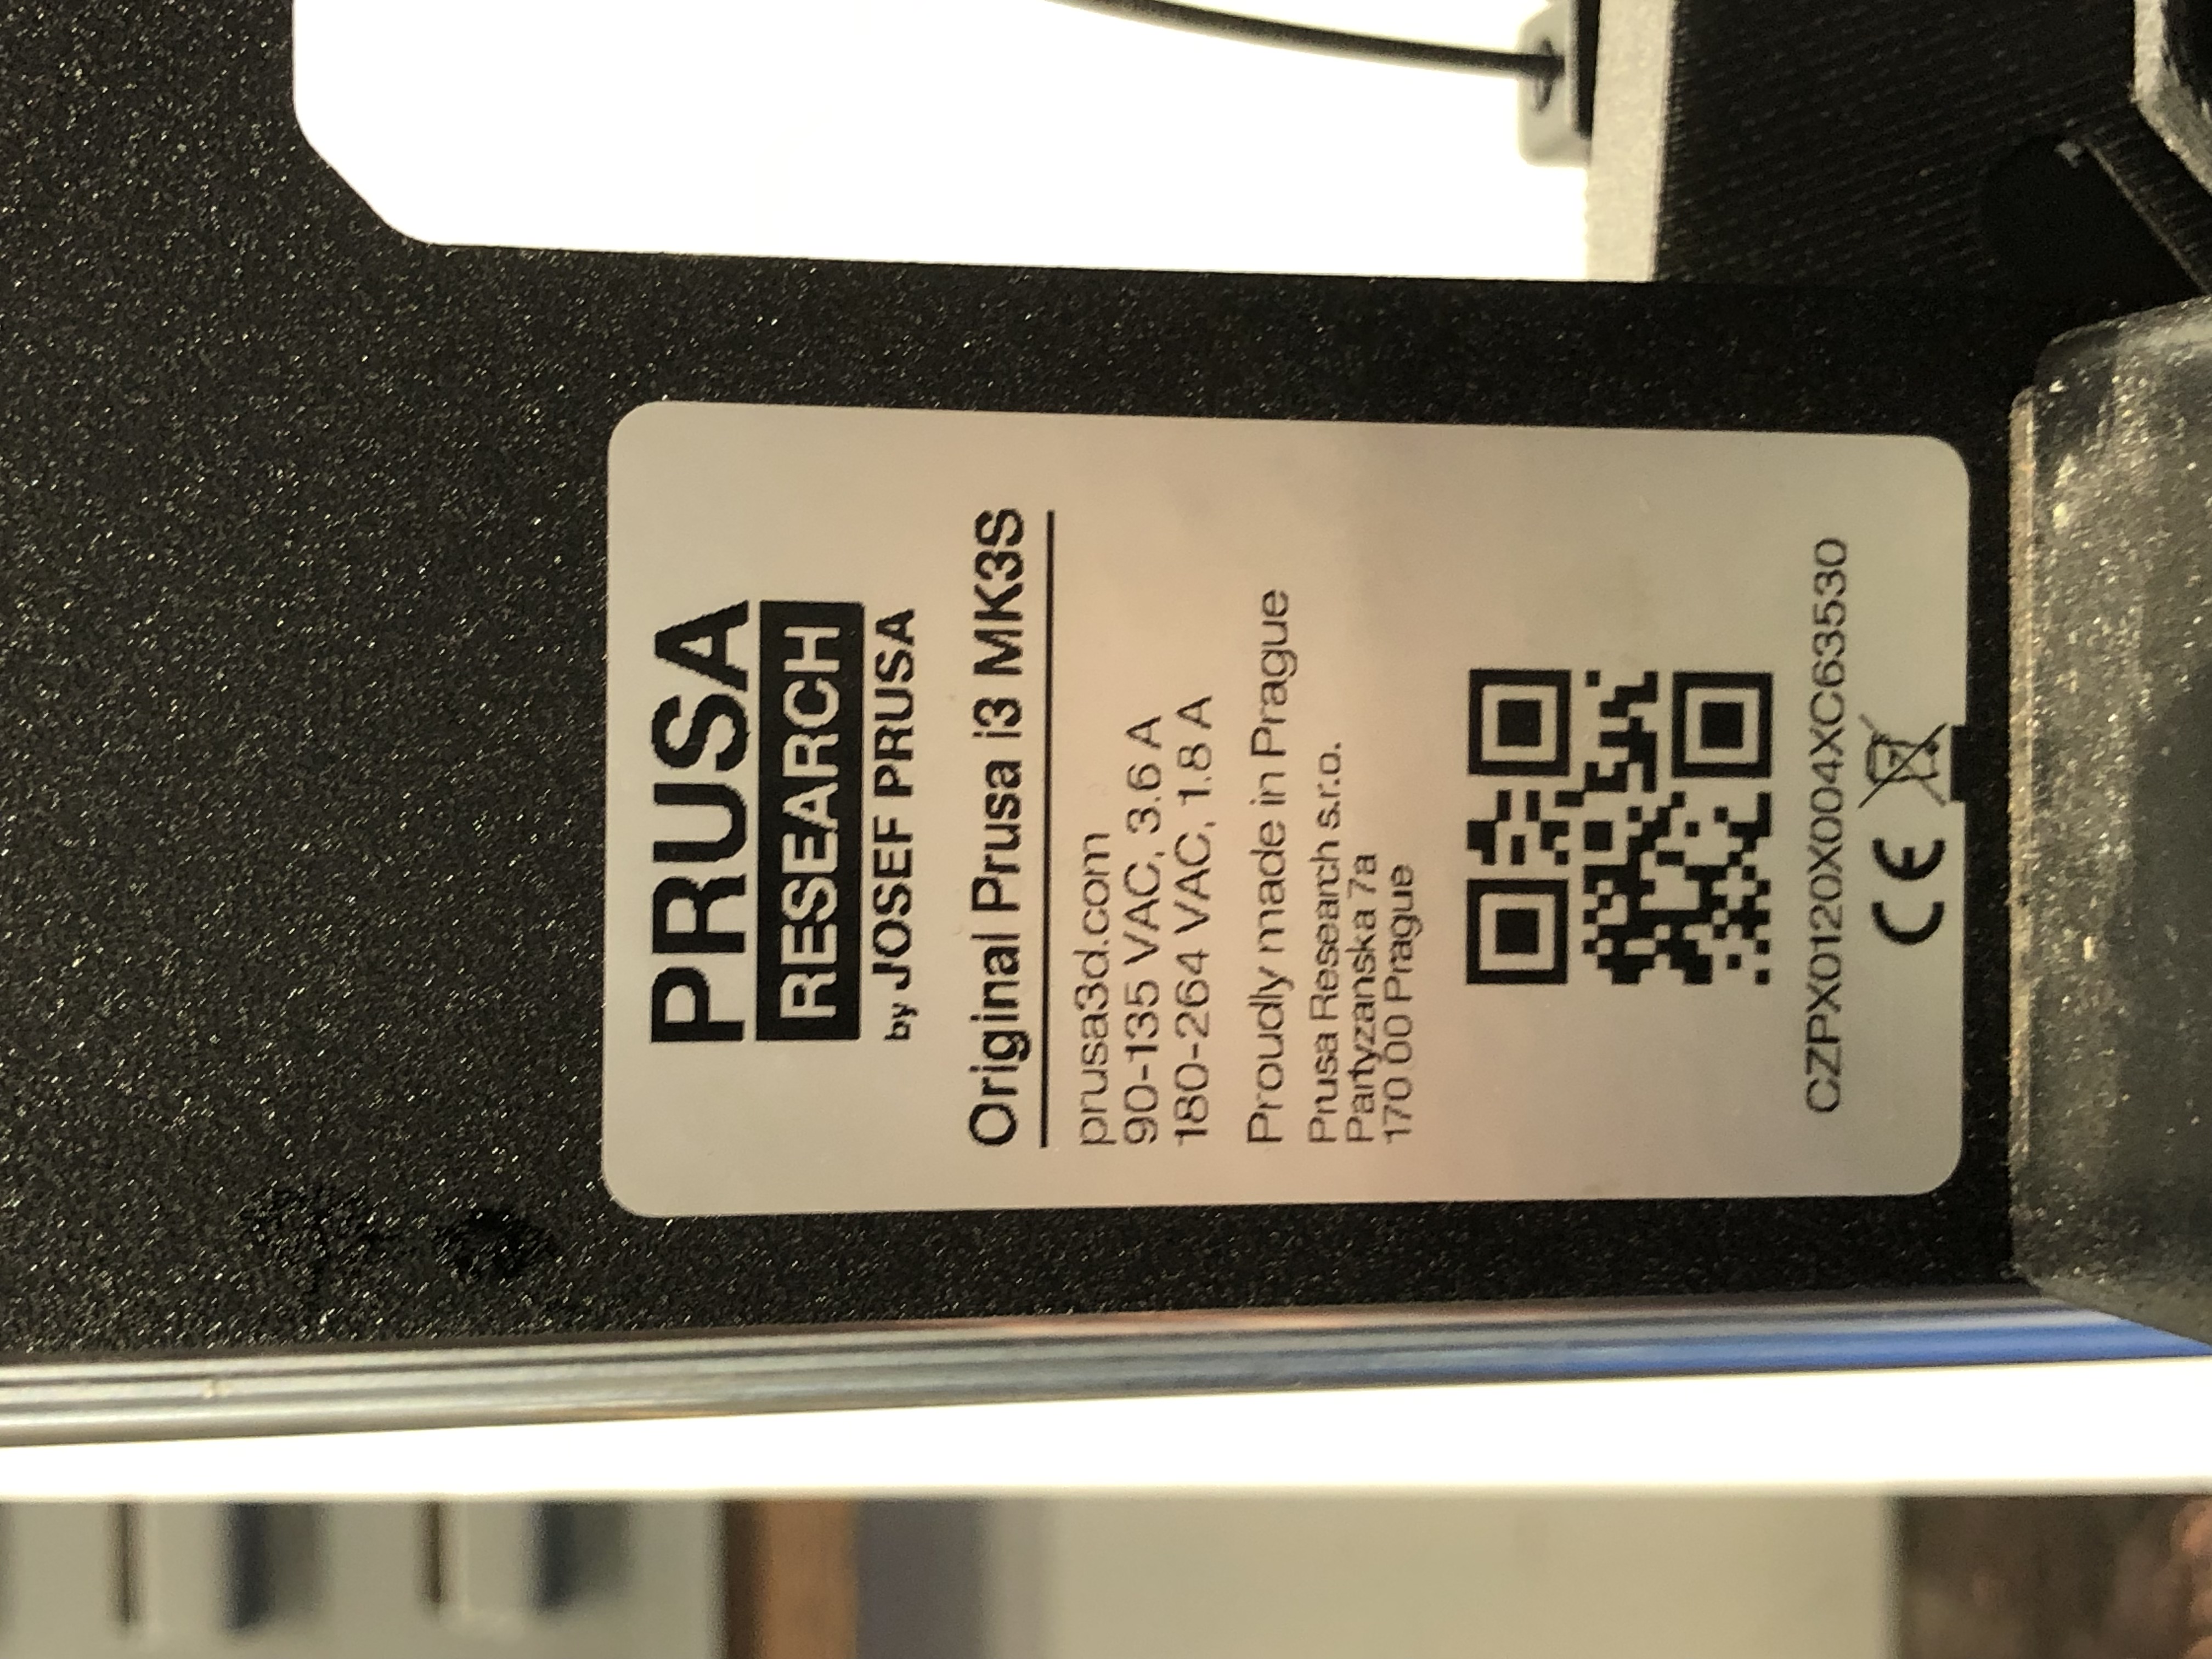 PRUSA
RESEARCH
by JOSEF PRUSA
Original Prusa i3 MK3S
prusa3d.com
90-135 VAC, 3.6 A
180-264 VAC, 1.8 A
Proudly made in Prague
Prusa Research s.r.o.
Partyzanska 7a
170 00 Prague
CZPX0120X004XC63530
CE